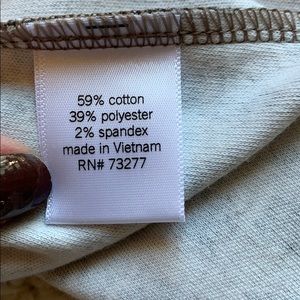 59% cotton
39% polyester
2% spandex
made in Vietnam
RN# 73277